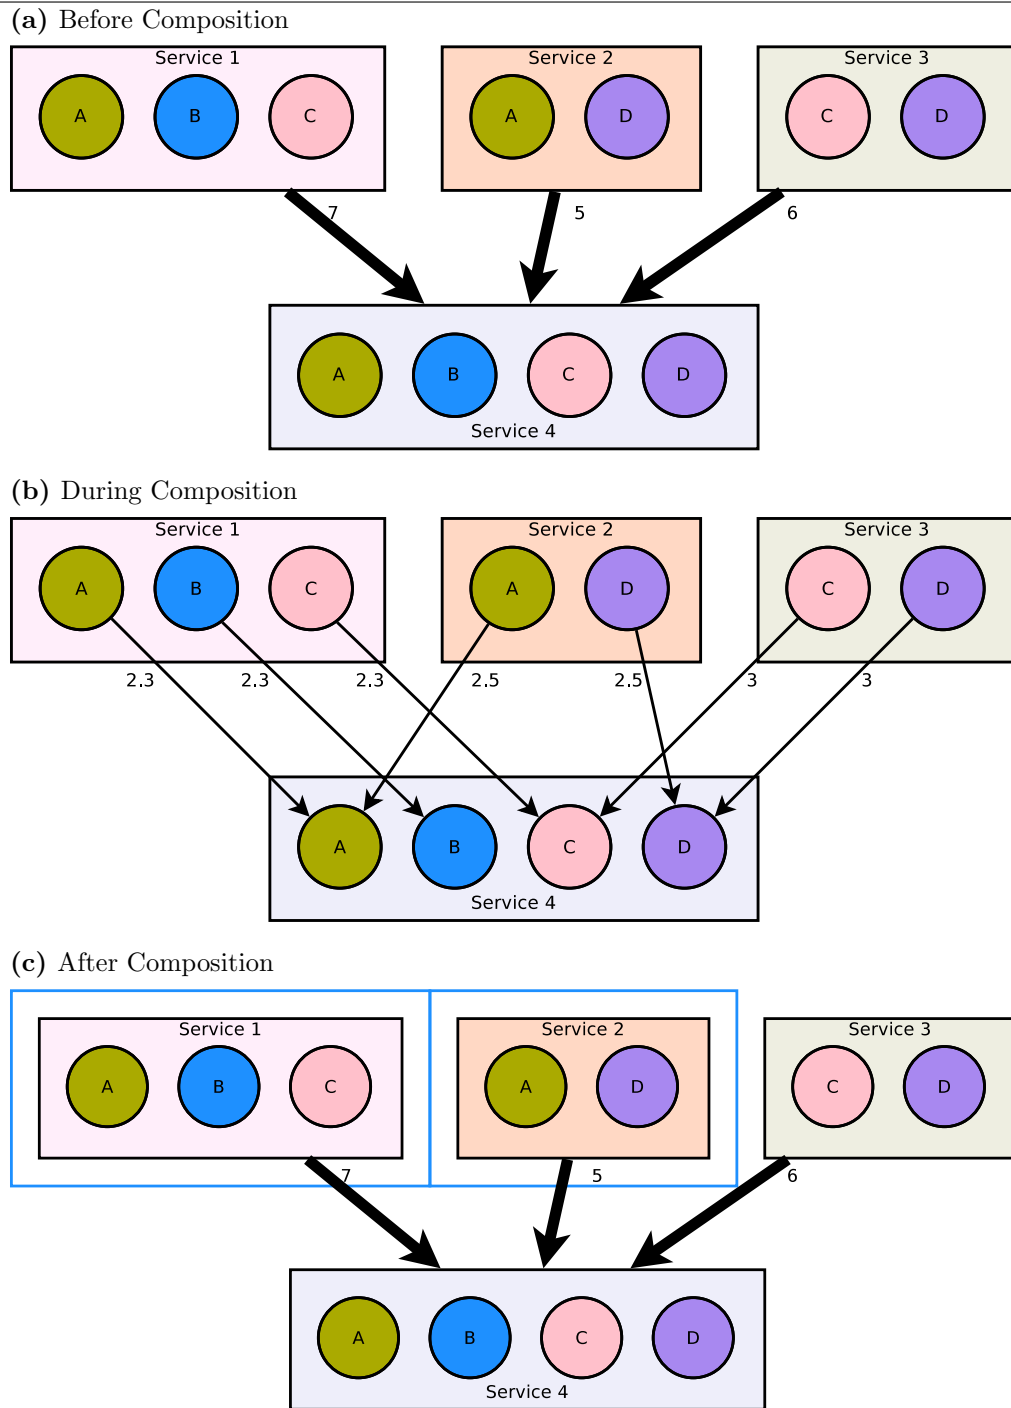 (a) Before Composition
Service 1 Service 2 Service 3
A B C A D C D
7 5 6
A B C D
Service 4
(b) During Composition
Service 1 Service 2 Service 3
A B C A D C D
2.3 2.3 2.3 2.5 2.5 3 3
A B C D
Service 4
(c) After Composition
Service 1 Service 2 Service 3
A B C A D C D
7 5 6
A B C D
Service 4